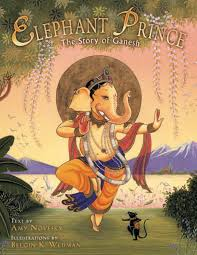 ELEPHANT PRINCE
The Story of Ganesh
TEXT BY
AMY NOVESKY
ILLUSTRATIONS BY
BELGIN K. WEDMAN